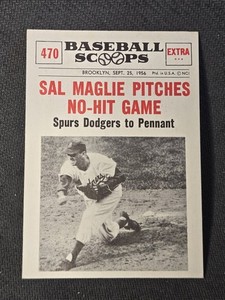 470
BASEBALL
SCOOPS
EXTRA
BROOKLYN, SEPT. 25, 1956
SAL MAGLIE PITCHES
NO-HIT GAME
Spurs Dodgers to Pennant